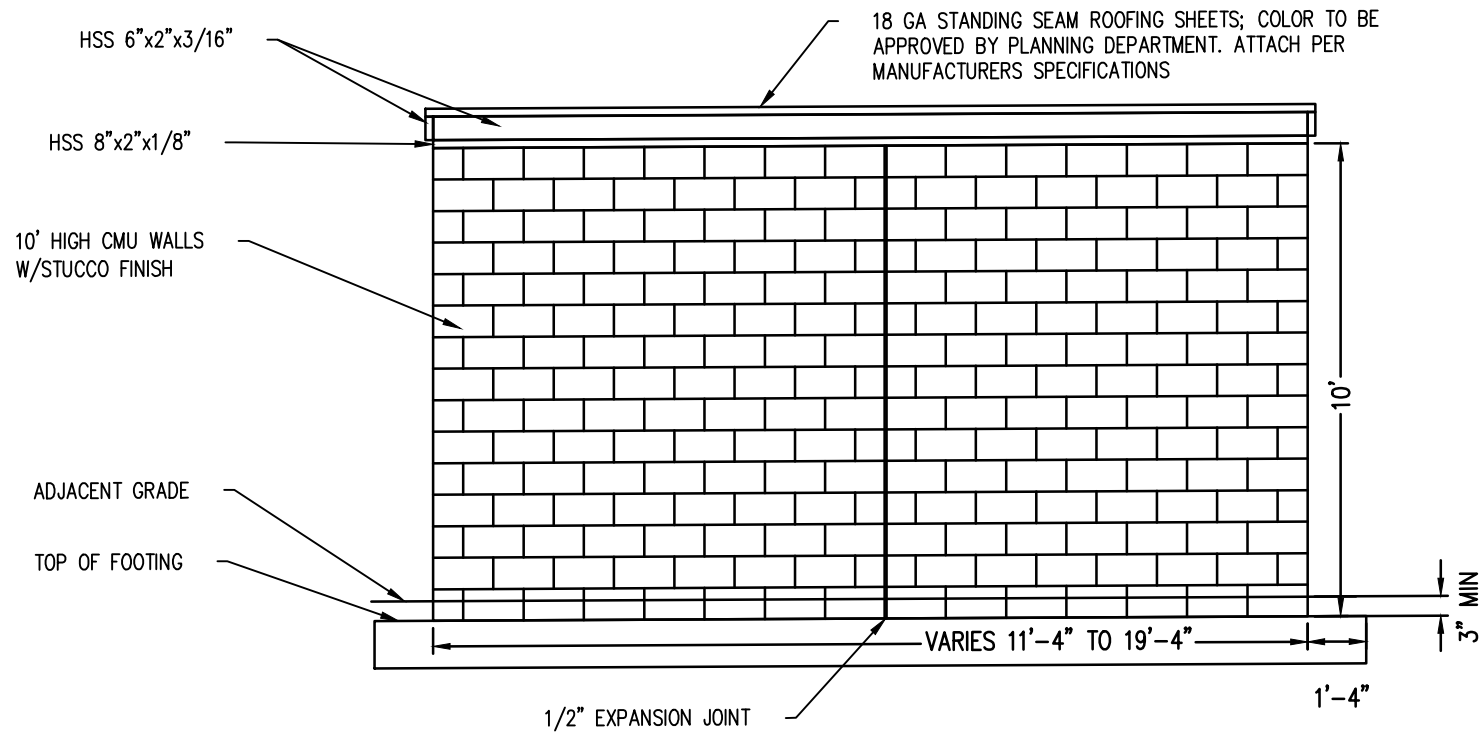 HSS 6"x2"x3/16"
18 GA STANDING SEAM ROOFING SHEETS; COLOR TO BE
APPROVED BY PLANNING DEPARTMENT. ATTACH PER
MANUFACTURERS SPECIFICATIONS
HSS 8"x2"x1/8"
10' HIGH CMU WALLS
W/STUCCO FINISH
10'
ADJACENT GRADE
TOP OF FOOTING
3" MIN
VARIES 11'-4" TO 19'-4"
1'-4"
1/2" EXPANSION JOINT